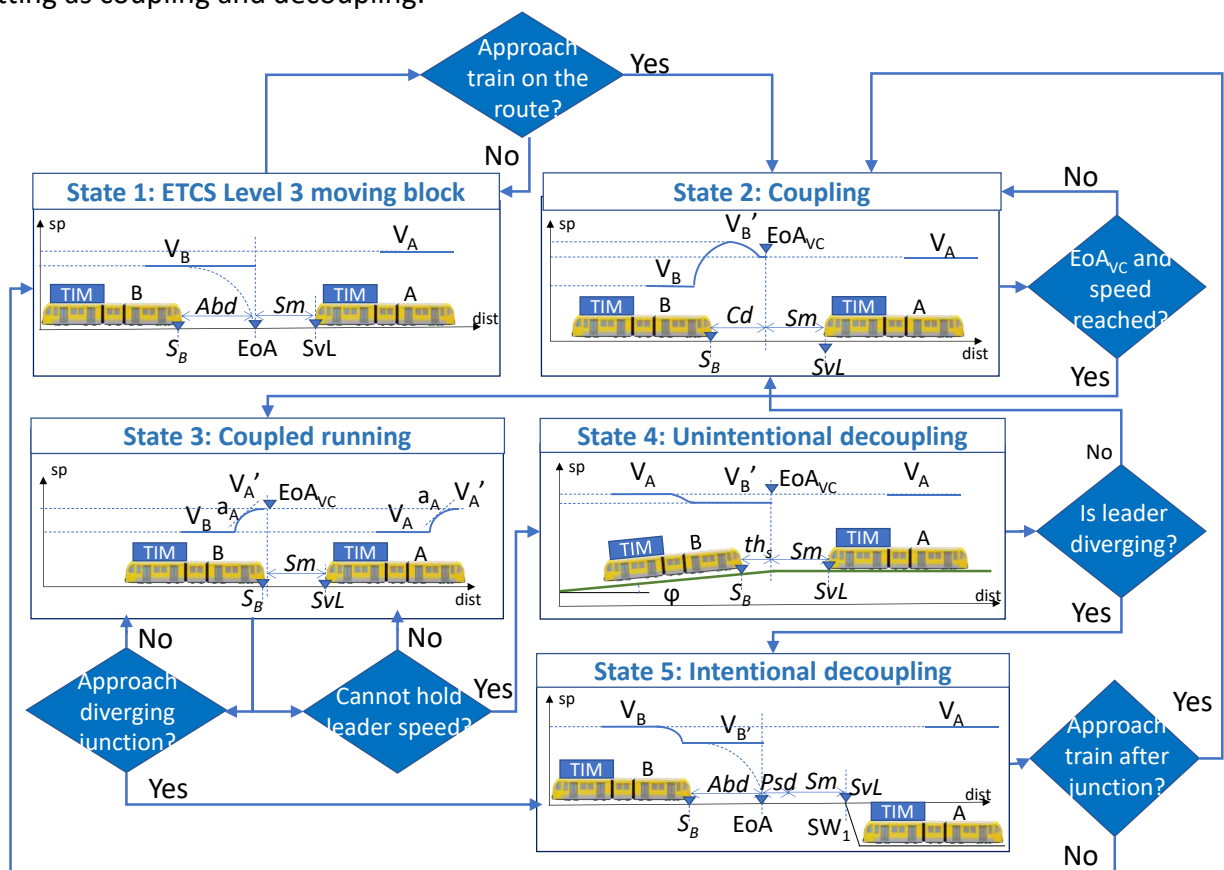 tting as coupling and decoupling.
Approach
train on the
route?
Yes
No
State 1: ETCS Level 3 moving block
sp
V_A
V_B
TIM
B
Abd
Sm
TIM
A
dist
S_B
EoA
SvL
State 2: Coupling
sp
V_B'
EoA_VC
V_A
V_B
TIM
B
Cd
Sm
TIM
A
dist
S_B
SvL
No
EoA_VC and
speed
reached?
Yes
State 3: Coupled running
sp
V_A'
EoA_VC
a_A
V_A'
a_A
V_B
V_A
TIM
B
Sm
TIM
A
dist
S_B
SvL
State 4: Unintentional decoupling
sp
V_A
V_B'
EoA_VC
V_A
TIM
B
th_s
Sm
TIM
A
φ
S_B
SvL
dist
No
Is leader
diverging?
Yes
No
Approach
diverging
junction?
Yes
No
Cannot hold
leader speed?
Yes
State 5: Intentional decoupling
sp
V_B
V_B'
V_A
TIM
B
Abd
Psd
Sm
SvL
dist
S_B
EoA
SW_1
TIM
A
Approach
train after
junction?
Yes
No